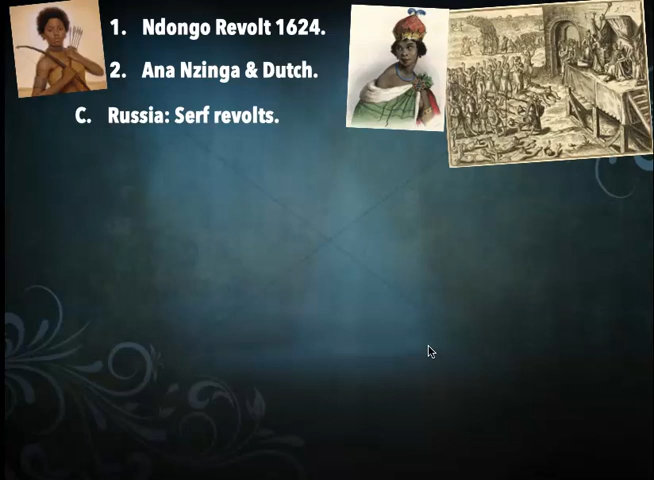 1. Ndongo Revolt 1624.
2. Ana Nzinga & Dutch.
C. Russia: Serf revolts.